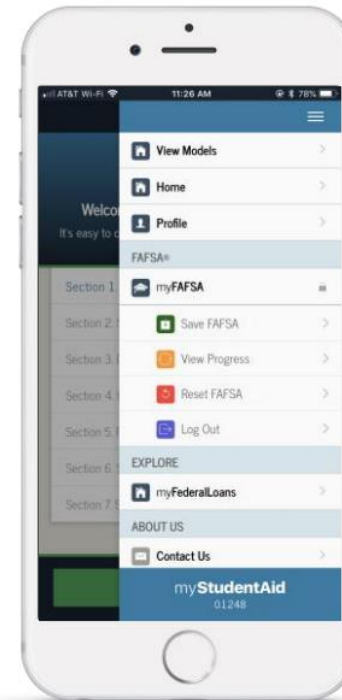 AT&T Wi-Fi 11:26 AM 78%
View Models
Home
Welco
Profile
It's easy to c
FAFSA®
Section 1.
myFAFSA
Section 2.
Save FAFSA
Section 3.
View Progress
Section 4.
Reset FAFSA
Section 5.
Log Out
Section 6.
EXPLORE
Section 7.
myFederalLoans
ABOUT US
Contact Us
myStudentAid
01248